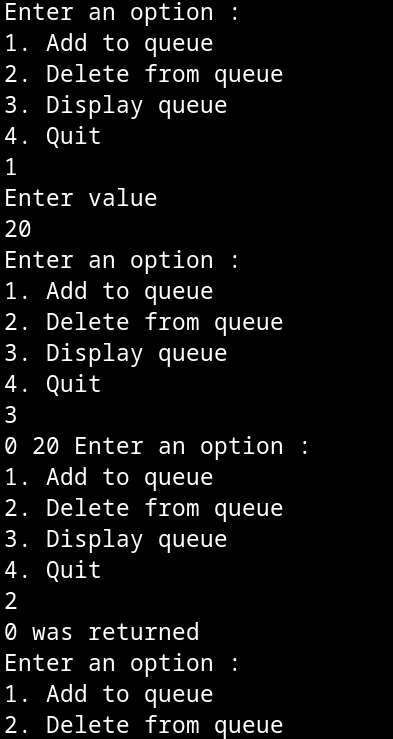 Enter an option :
1. Add to queue
2. Delete from queue
3. Display queue
4. Quit
1
Enter value
20
Enter an option :
1. Add to queue
2. Delete from queue
3. Display queue
4. Quit
3
0 20 Enter an option :
1. Add to queue
2. Delete from queue
3. Display queue
4. Quit
2
0 was returned
Enter an option :
1. Add to queue
2. Delete from queue